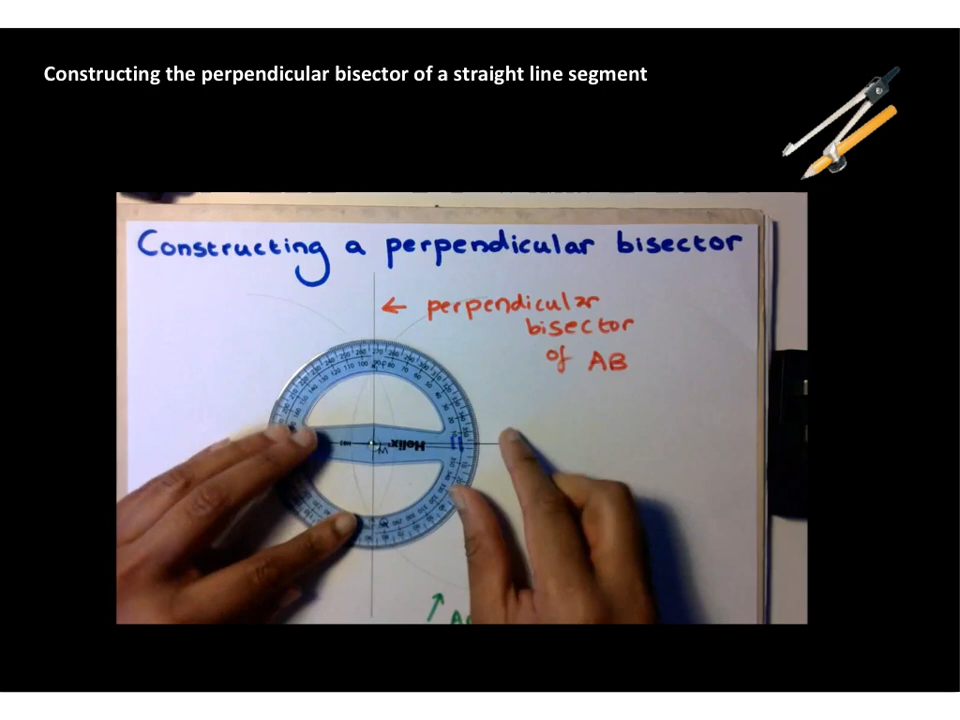 Constructing the perpendicular bisector of a straight line segment
Constructing a perpendicular bisector
← perpendicular
bisector
of AB
Helix